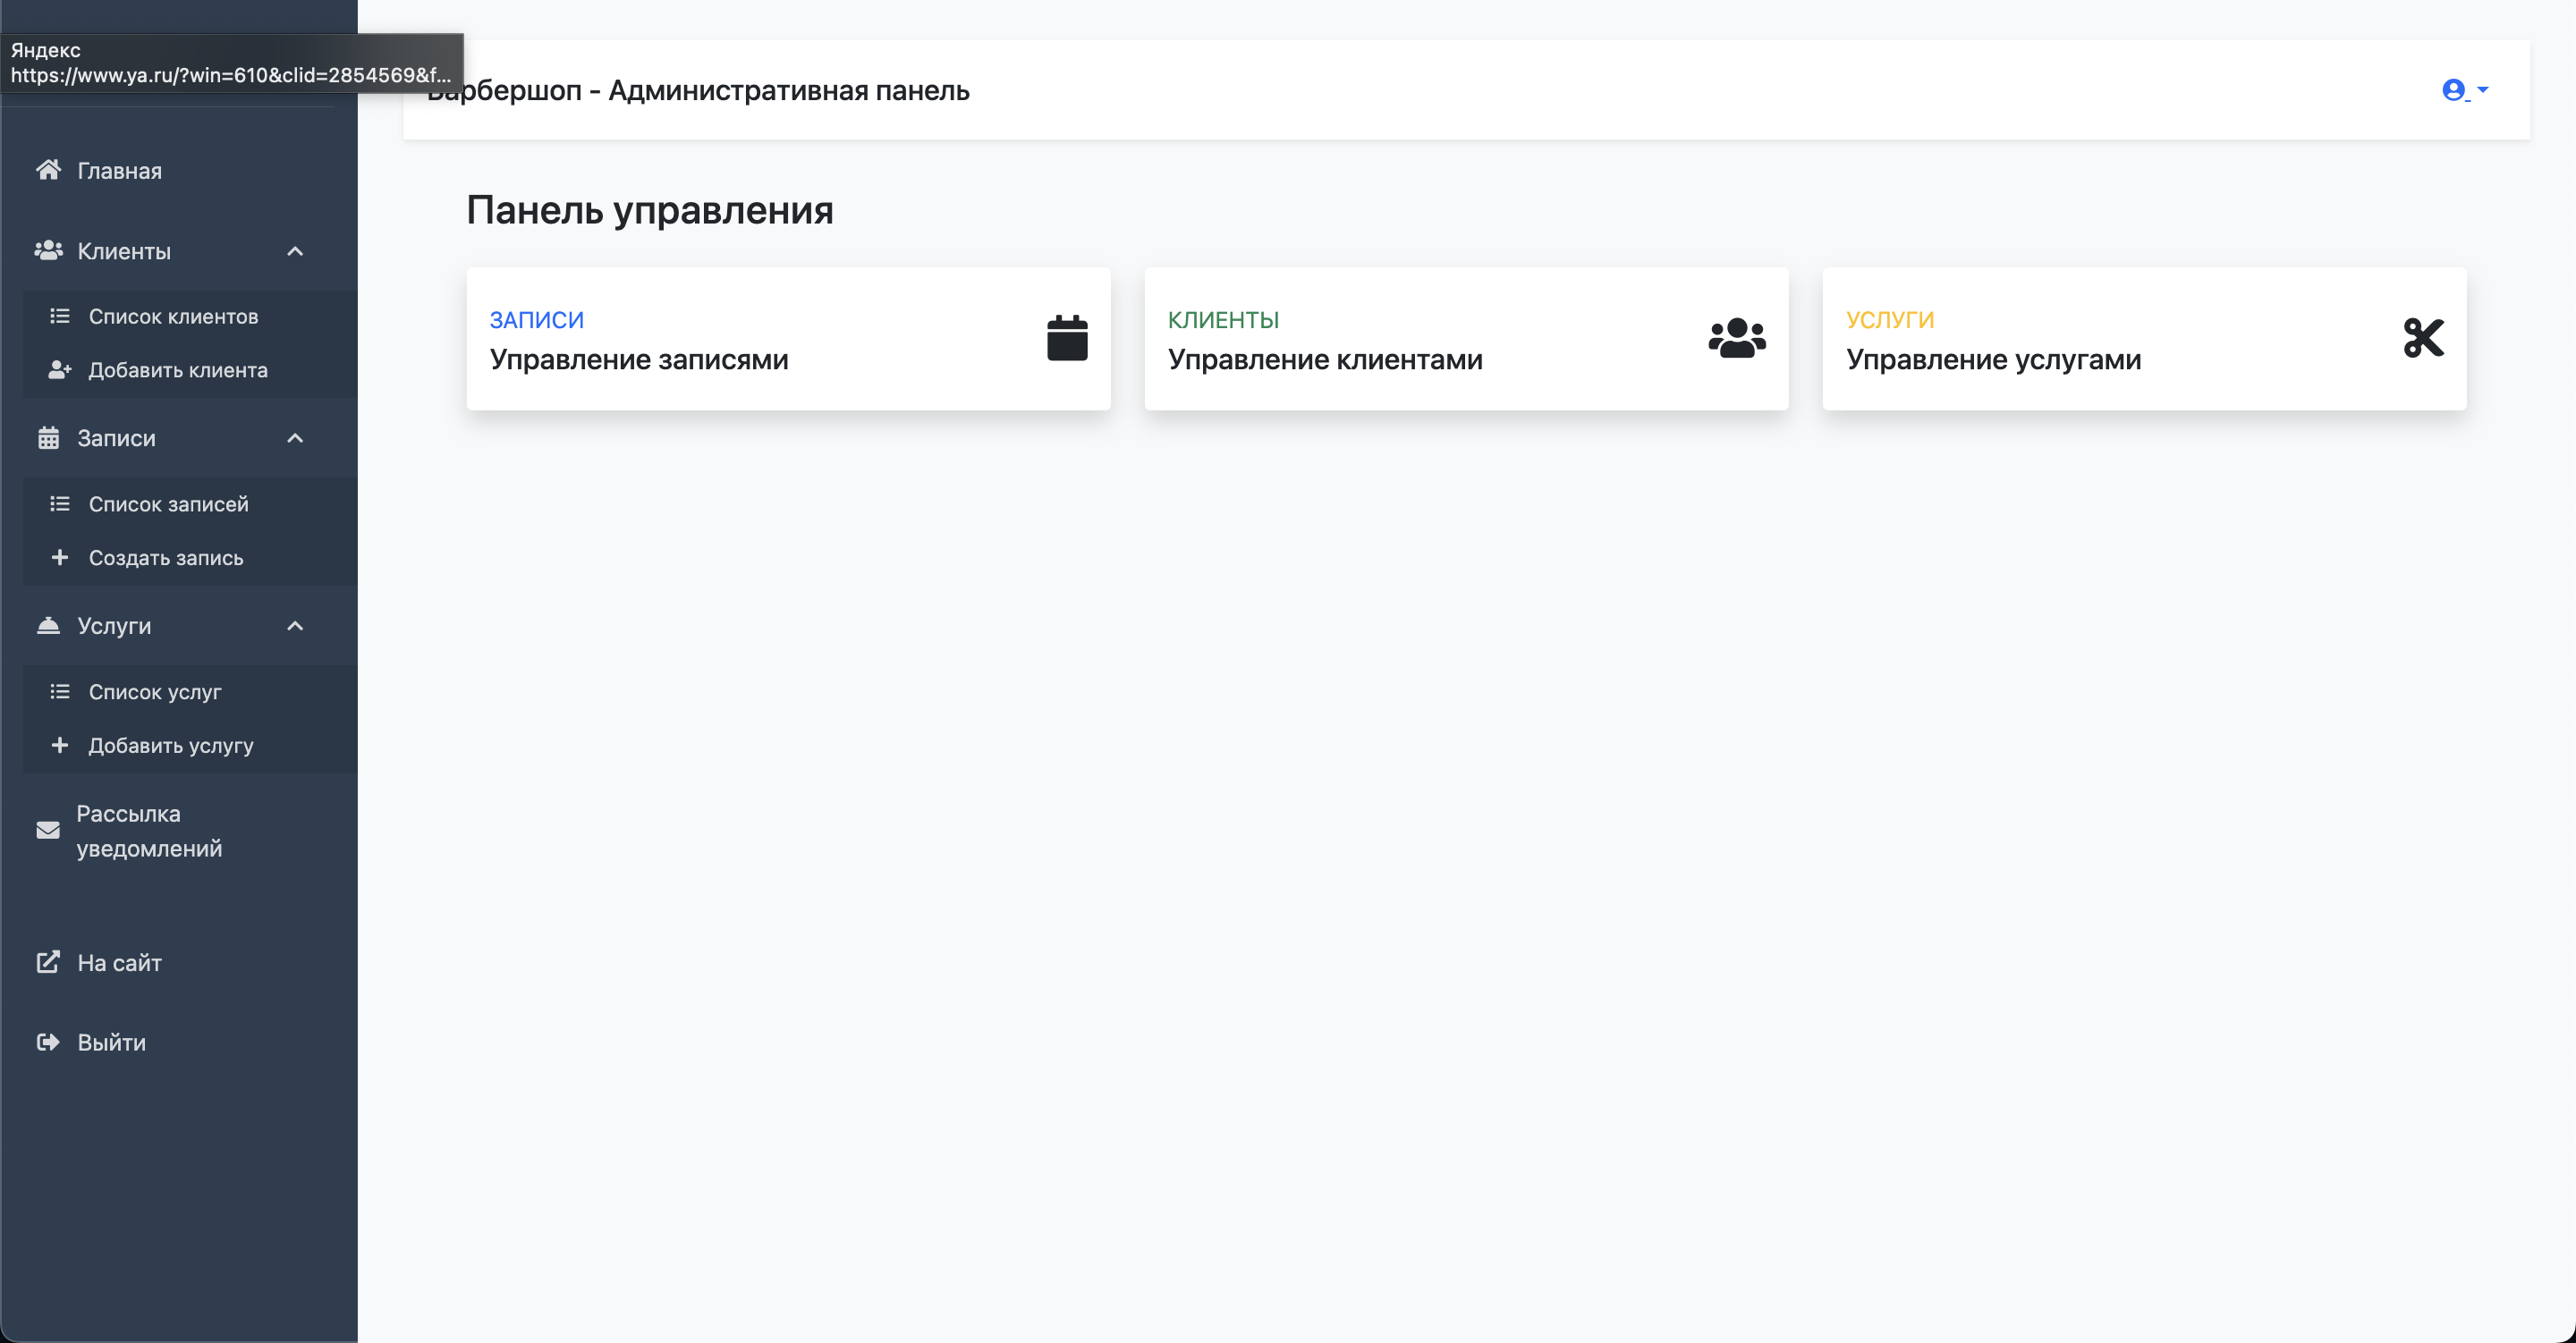 Яндекс
https://www.ya.ru/?win=610&clid=2854569&f...
Барбершоп - Административная панель
Главная
Клиенты
Список клиентов
Добавить клиента
Записи
Список записей
Создать запись
Услуги
Список услуг
Добавить услугу
Рассылка
уведомлений
На сайт
Выйти
Панель управления
ЗАПИСИ
Управление записями
КЛИЕНТЫ
Управление клиентами
УСЛУГИ
Управление услугами